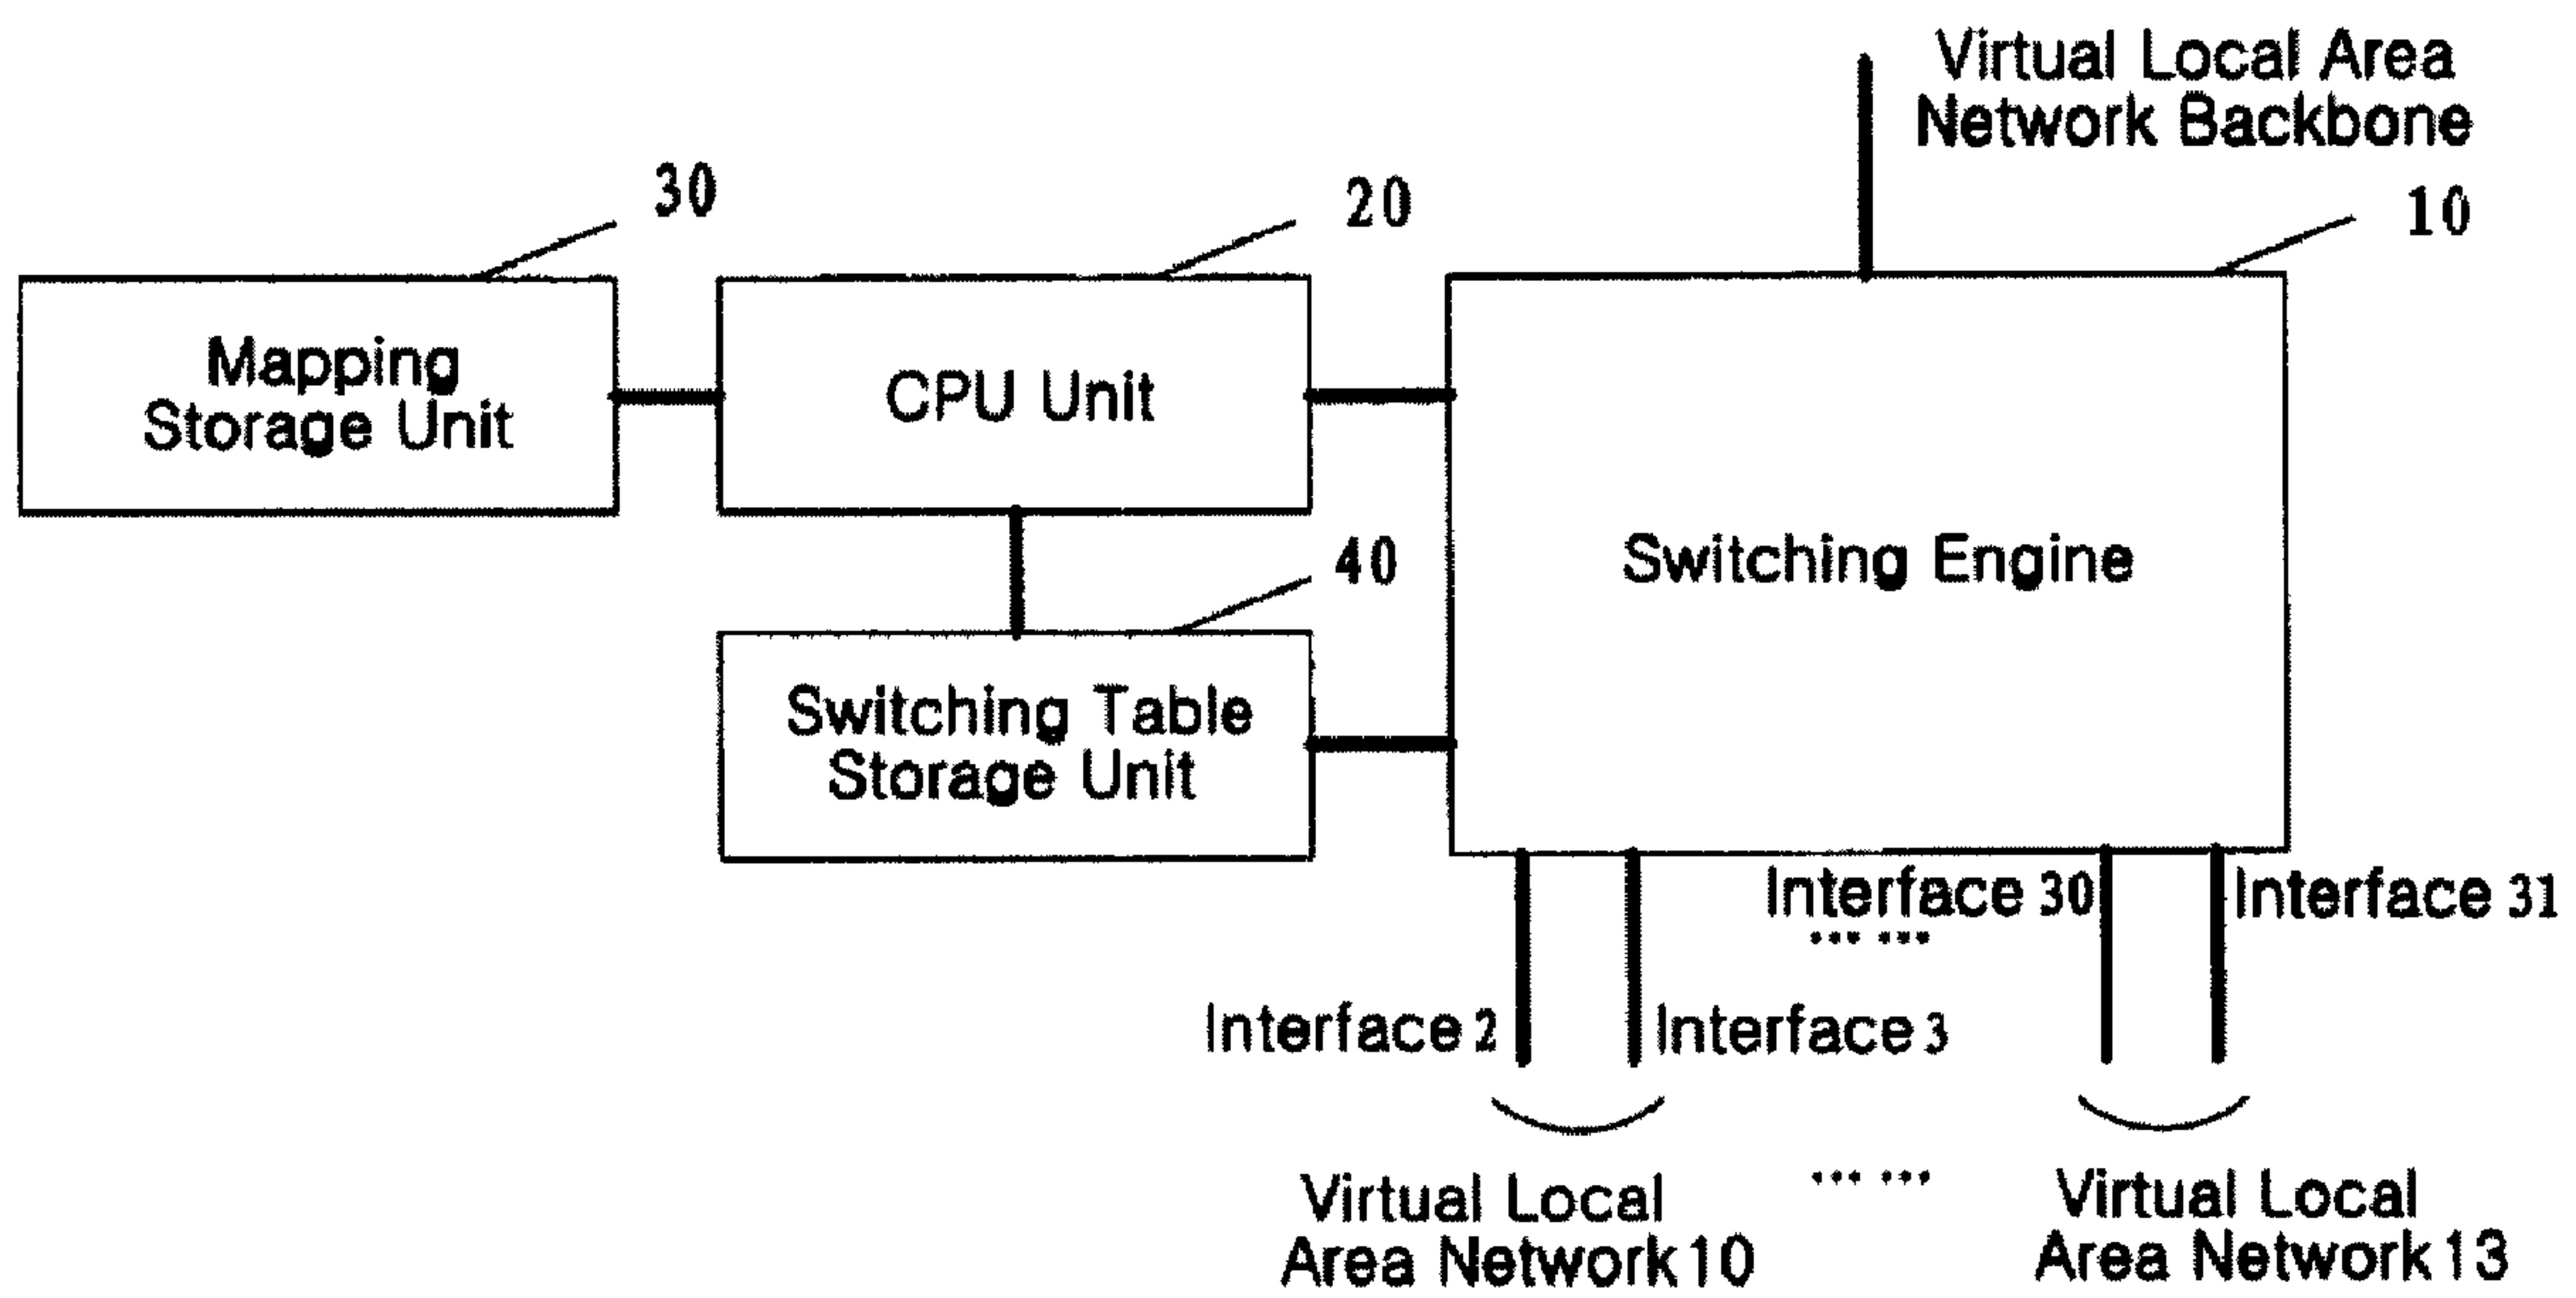 Virtual Local Area
Network Backbone
30
20
10
Mapping
Storage Unit
CPU Unit
Switching Engine
40
Switching Table
Storage Unit
Interface 30
Interface 31
... ...
Interface 2
Interface 3
Virtual Local
Area Network 10
... ...
Virtual Local
Area Network 13